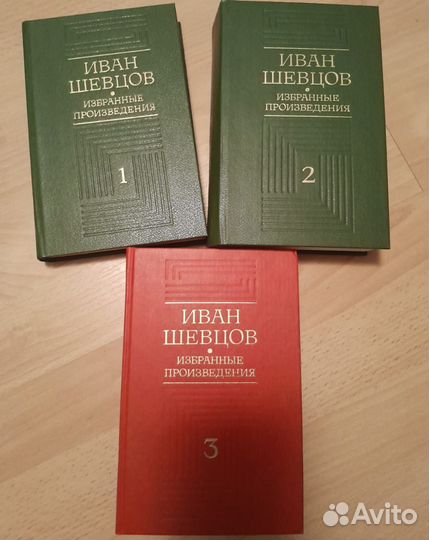 ИВАН
ШЕВЦОВ
ИЗБРАННЫЕ
ПРОИЗВЕДЕНИЯ
1
ИВАН
ШЕВЦОВ
ИЗБРАННЫЕ
ПРОИЗВЕДЕНИЯ
2
ИВАН
ШЕВЦОВ
ИЗБРАННЫЕ
ПРОИЗВЕДЕНИЯ
3
Avito